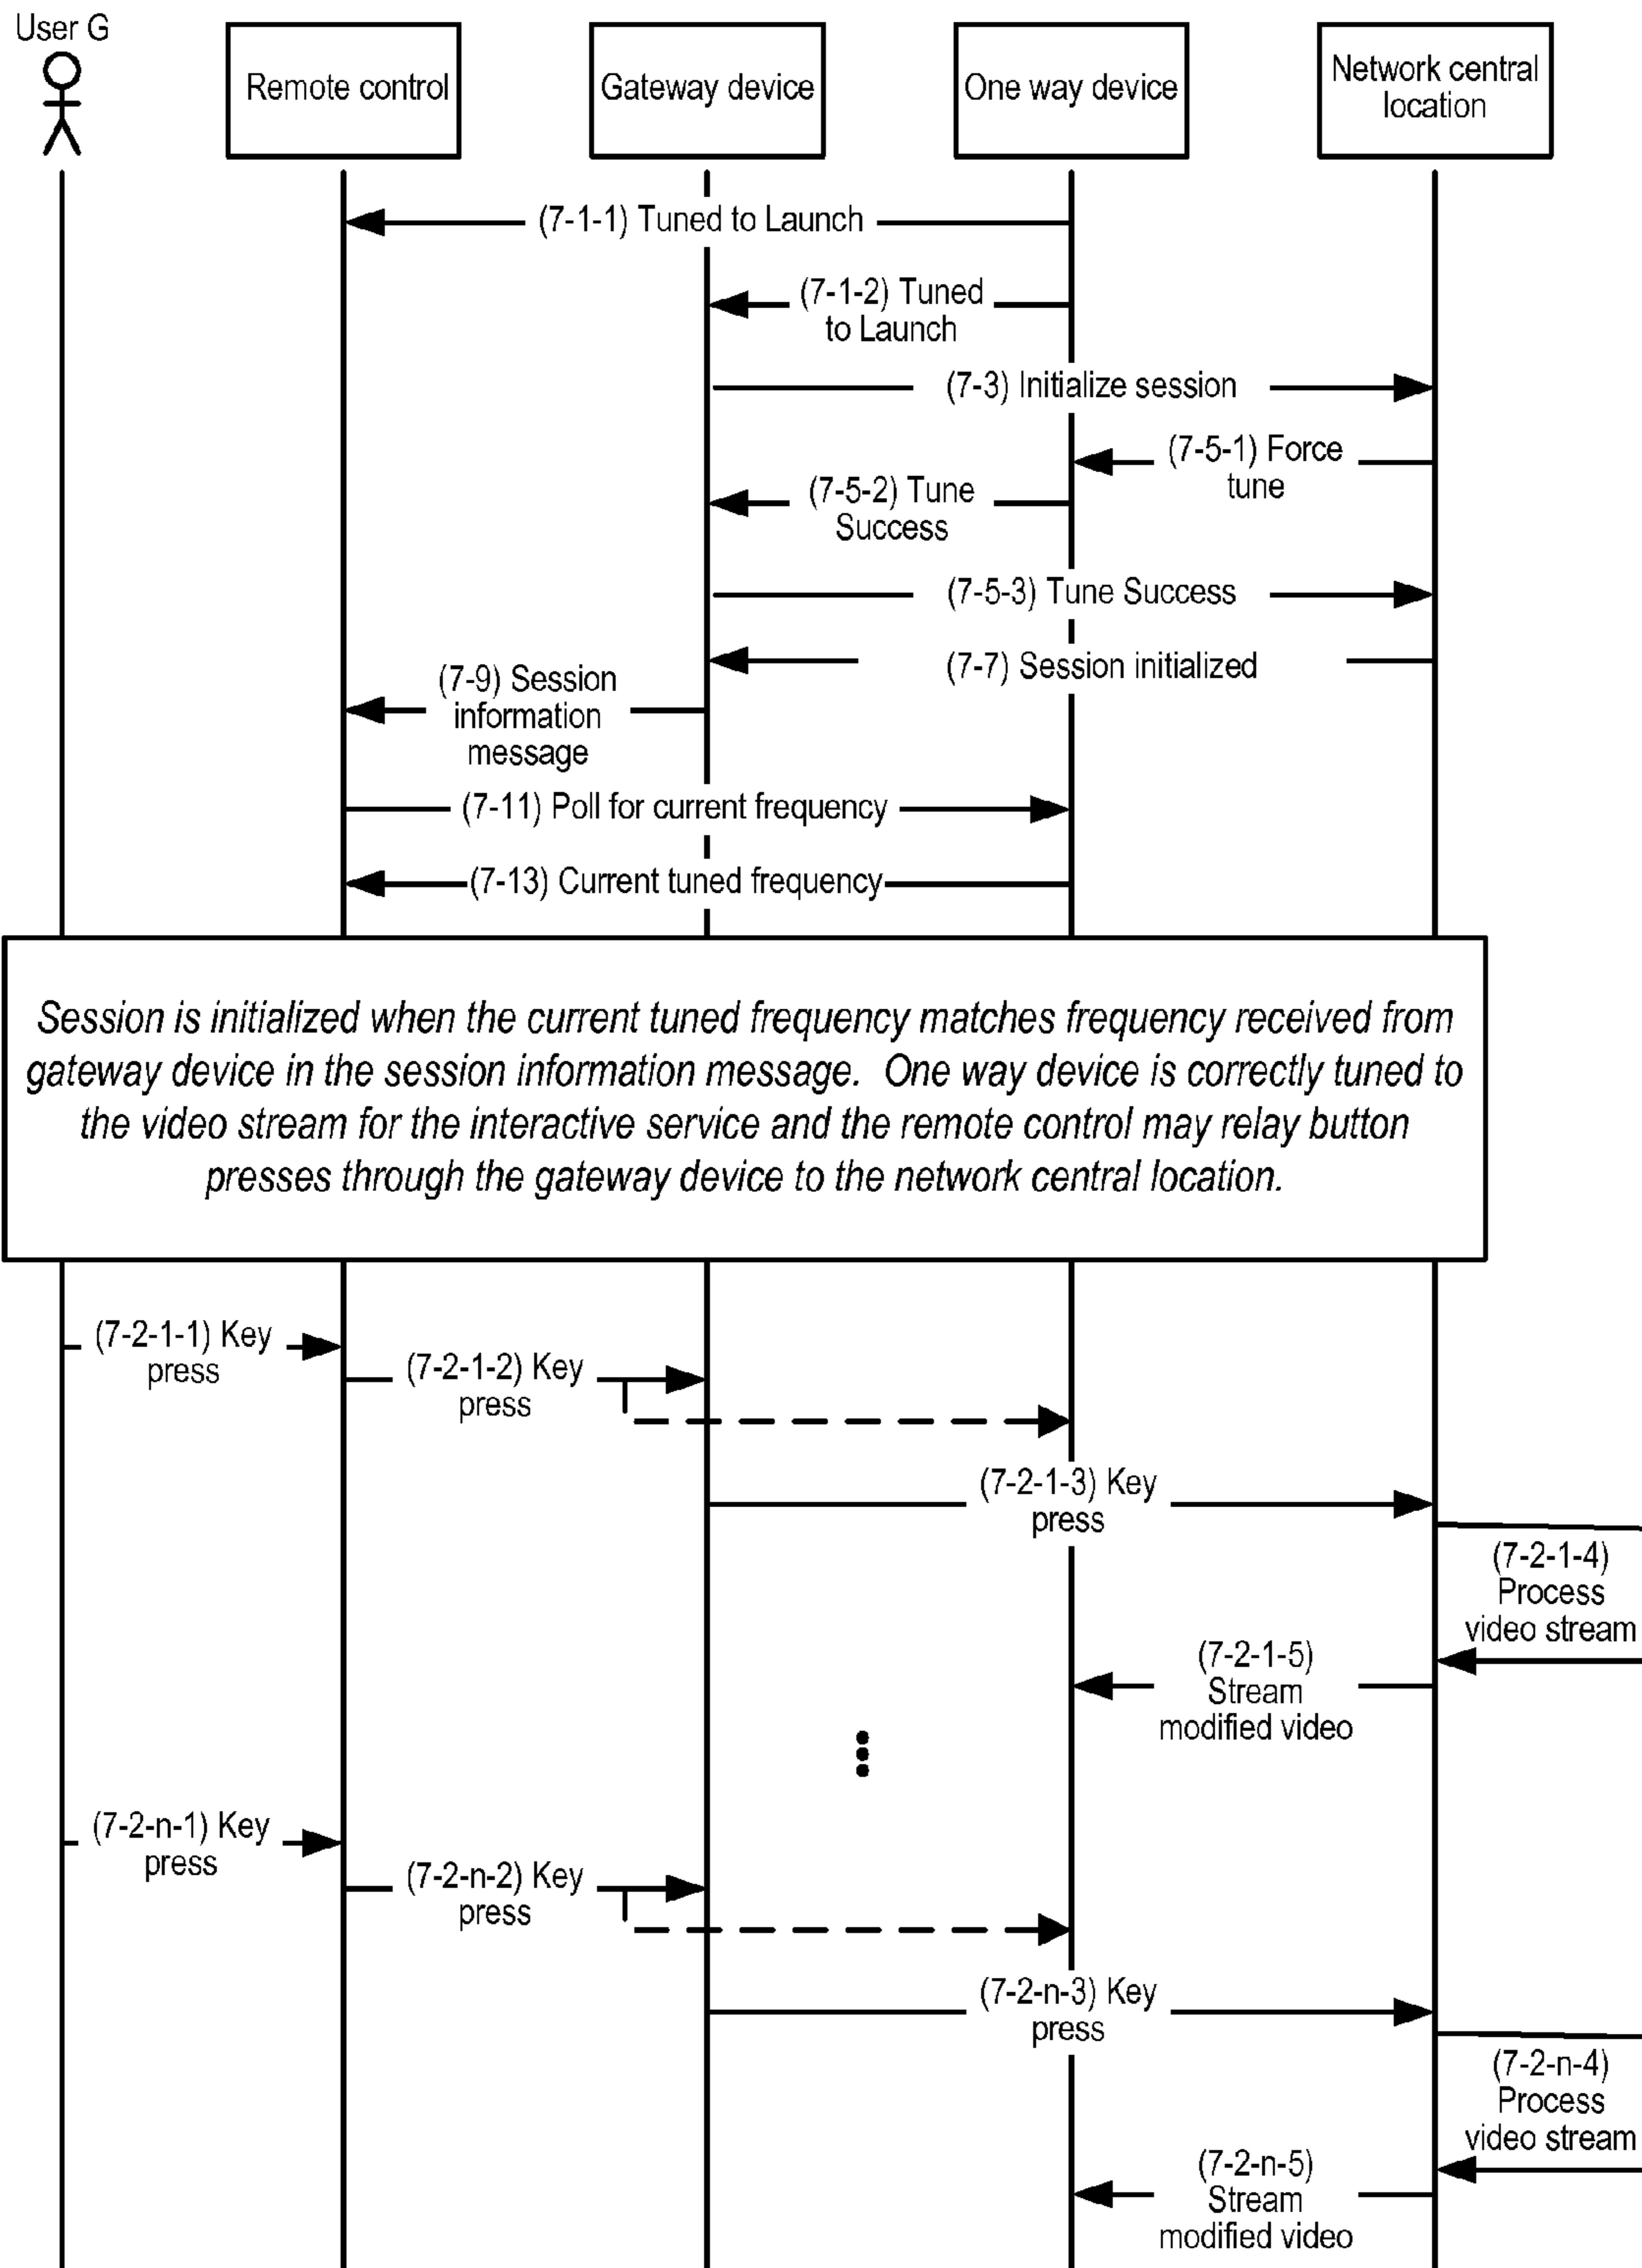 User G
Remote control
Gateway device
One way device
Network central
location
(7-1-1) Tuned to Launch
(7-1-2) Tuned
to Launch
(7-3) Initialize session
(7-5-1) Force
tune
(7-5-2) Tune
Success
(7-5-3) Tune Success
(7-7) Session initialized
(7-9) Session
information
message
(7-11) Poll for current frequency
(7-13) Current tuned frequency
Session is initialized when the current tuned frequency matches frequency received from
gateway device in the session information message.  One way device is correctly tuned to
the video stream for the interactive service and the remote control may relay button
presses through the gateway device to the network central location.
(7-2-1-1) Key
press
(7-2-1-2) Key
press
(7-2-1-3) Key
press
(7-2-1-4)
Process
video stream
(7-2-1-5)
Stream
modified video
(7-2-n-1) Key
press
(7-2-n-2) Key
press
(7-2-n-3) Key
press
(7-2-n-4)
Process
video stream
(7-2-n-5)
Stream
modified video